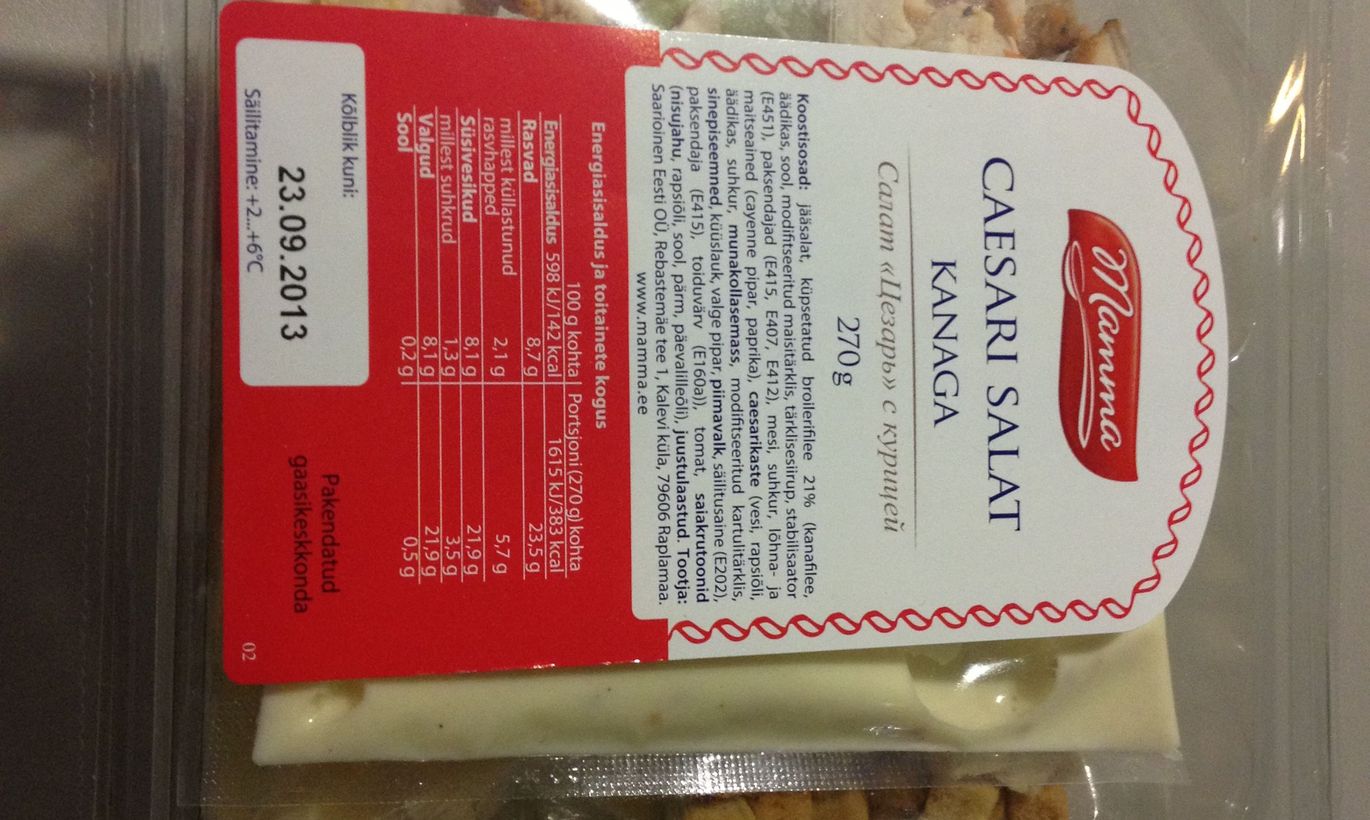 Mamma
CAESARI SALAT
KANAGA
Салат «Цезарь» с курицей
270 g
Koostisosad: jääsalat, küpsetatud broilerifilee 21% (kanafilee,
äädikas, sool, modifitseeritud maisitärklis, tärklisesiirup, stabilisaator
(E451), paksendajad (E415, E407, E412), mesi, suhkur, lõhna- ja
maitseained (cayenne pipar, paprika), caesarikaste (vesi, rapsiõli,
äädikas, suhkur, munakollasemass, modifitseeritud kartulitärklis,
sinepiseemned, küüslauk, valge pipar, piimavalk, säilitusaine (E202),
paksendaja (E415), toiduvärv (E160a)), tomat, saiakrutoonid
(nisujahu, rapsiõli, sool, pärm, päevalilleõli), juustulaastud. Tootja:
Saarioinen Eesti OÜ, Rebastemäe tee 1, Kalevi küla, 79606 Raplamaa.
www.mamma.ee
Energiasisaldus ja toitainete kogus
100 g kohta Portsjoni (270 g) kohta
Energiasisaldus 598 kJ/142 kcal 1615 kJ/383 kcal
Rasvad 8,7 g 23,5 g
millest küllastunud
rasvhapped 2,1 g 5,7 g
Süsivesikud 8,1 g 21,9 g
millest suhkrud 1,3 g 3,5 g
Valgud 8,1 g 21,9 g
Sool 0,2 g 0,5 g
Kõlblik kuni:
23.09.2013
Säilitamine: +2...+6°C
Pakendatud
gaasikeskkonda
02